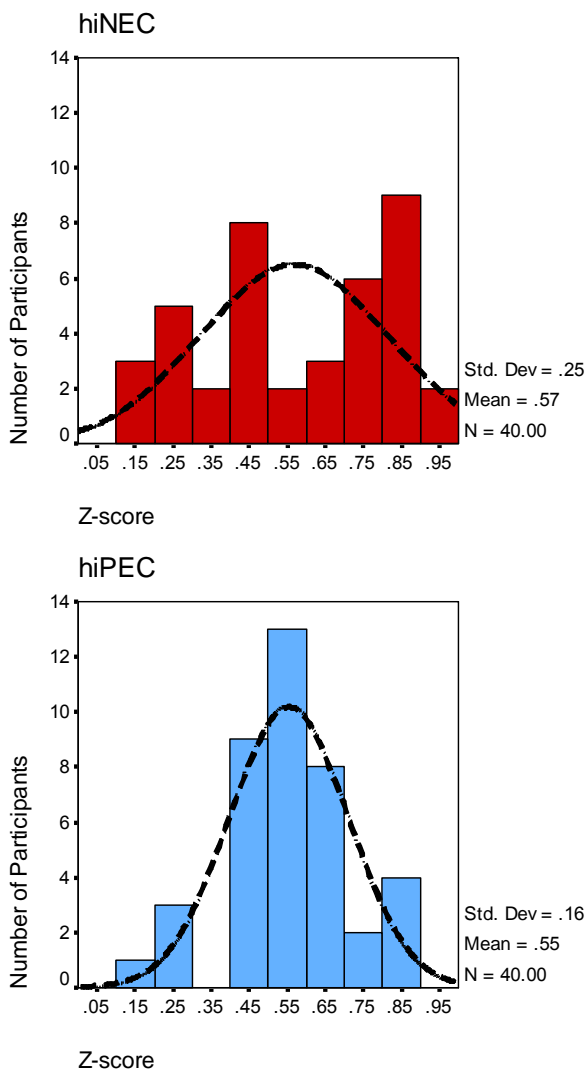 hiNEC
14
12
10
8
6
4
2
0
Number of Participants
.05 .15 .25 .35 .45 .55 .65 .75 .85 .95
Z-score
Std. Dev = .25
Mean = .57
N = 40.00
hiPEC
14
12
10
8
6
4
2
0
Number of Participants
.05 .15 .25 .35 .45 .55 .65 .75 .85 .95
Z-score
Std. Dev = .16
Mean = .55
N = 40.00